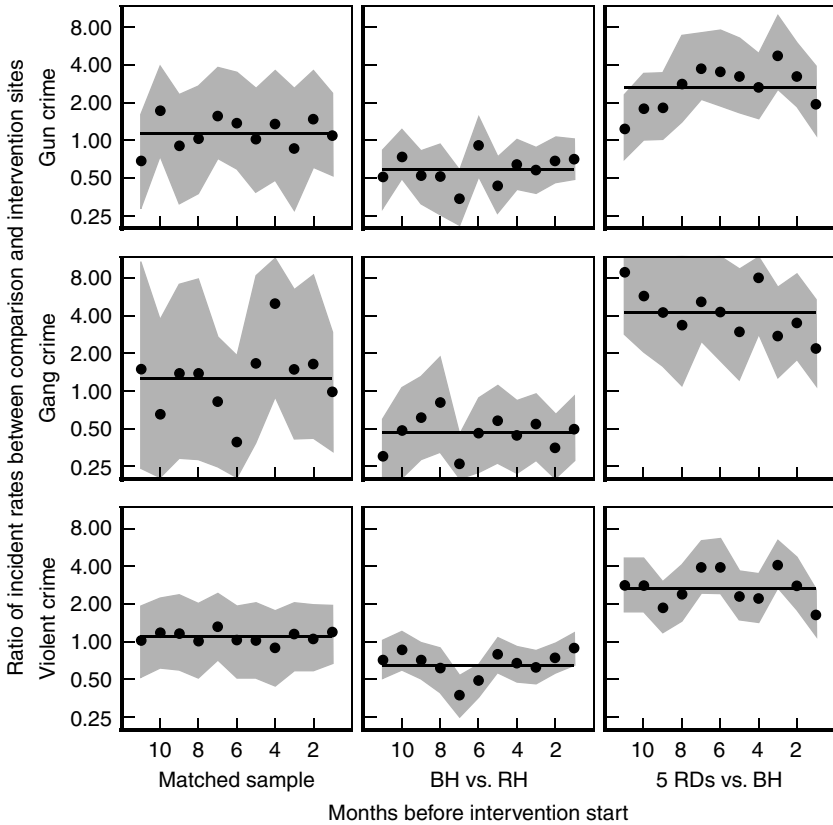 Ratio of incident rates between comparison and intervention sites
Gun crime
8.00
4.00
2.00
1.00
0.50
0.25
Gang crime
8.00
4.00
2.00
1.00
0.50
0.25
Violent crime
8.00
4.00
2.00
1.00
0.50
0.25
10 8 6 4 2 10 8 6 4 2 10 8 6 4 2
Matched sample BH vs. RH 5 RDs vs. BH
Months before intervention start